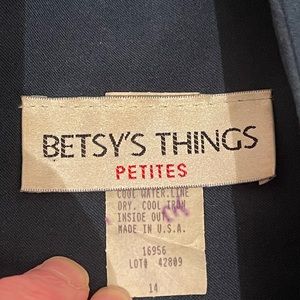 BETSY'S THINGS
PETITES
COOL WATER. LINE
DRY. COOL IRON
INSIDE OUT
MADE IN U.S.A.
16956
LOT# 42809
14